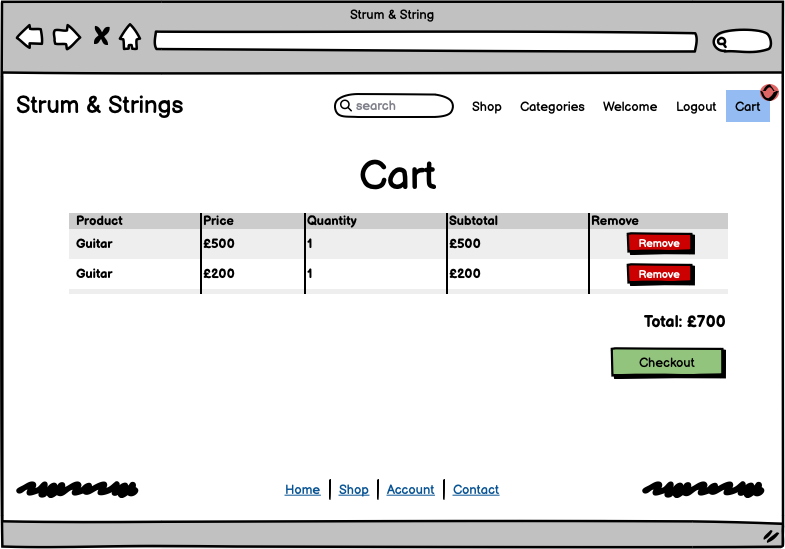 Strum & String
Strum & Strings
search
Shop Categories Welcome Logout Cart
Cart
Product Price Quantity Subtotal Remove
Guitar £500 1 £500 Remove
Guitar £200 1 £200 Remove
Total: £700
Checkout
Home Shop Account Contact